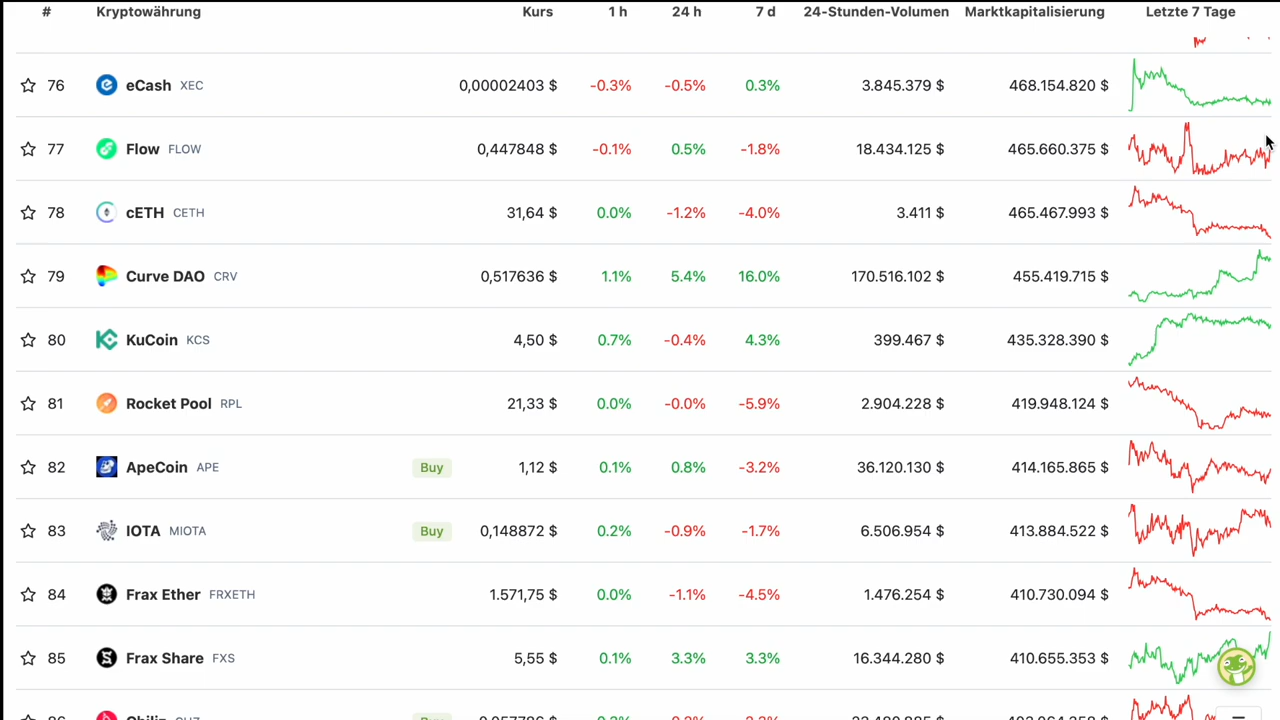 # Kryptowährung Kurs 1 h 24 h 7 d 24-Stunden-Volumen Marktkapitalisierung Letzte 7 Tage
76 eCash XEC 0,00002403 $ -0.3% -0.5% 0.3% 3.845.379 $ 468.154.820 $
77 Flow FLOW 0,447848 $ -0.1% 0.5% -1.8% 18.434.125 $ 465.660.375 $
78 cETH CETH 31,64 $ 0.0% -1.2% -4.0% 3.411 $ 465.467.993 $
79 Curve DAO CRV 0,517636 $ 1.1% 5.4% 16.0% 170.516.102 $ 455.419.715 $
80 KuCoin KCS 4,50 $ 0.7% -0.4% 4.3% 399.467 $ 435.328.390 $
81 Rocket Pool RPL 21,33 $ 0.0% -0.0% -5.9% 2.904.228 $ 419.948.124 $
82 ApeCoin APE Buy 1,12 $ 0.1% 0.8% -3.2% 36.120.130 $ 414.165.865 $
83 IOTA MIOTA Buy 0,148872 $ 0.2% -0.9% -1.7% 6.506.954 $ 413.884.522 $
84 Frax Ether FRXETH 1.571,75 $ 0.0% -1.1% -4.5% 1.476.254 $ 410.730.094 $
85 Frax Share FXS 5,55 $ 0.1% 3.3% 3.3% 16.344.280 $ 410.655.353 $